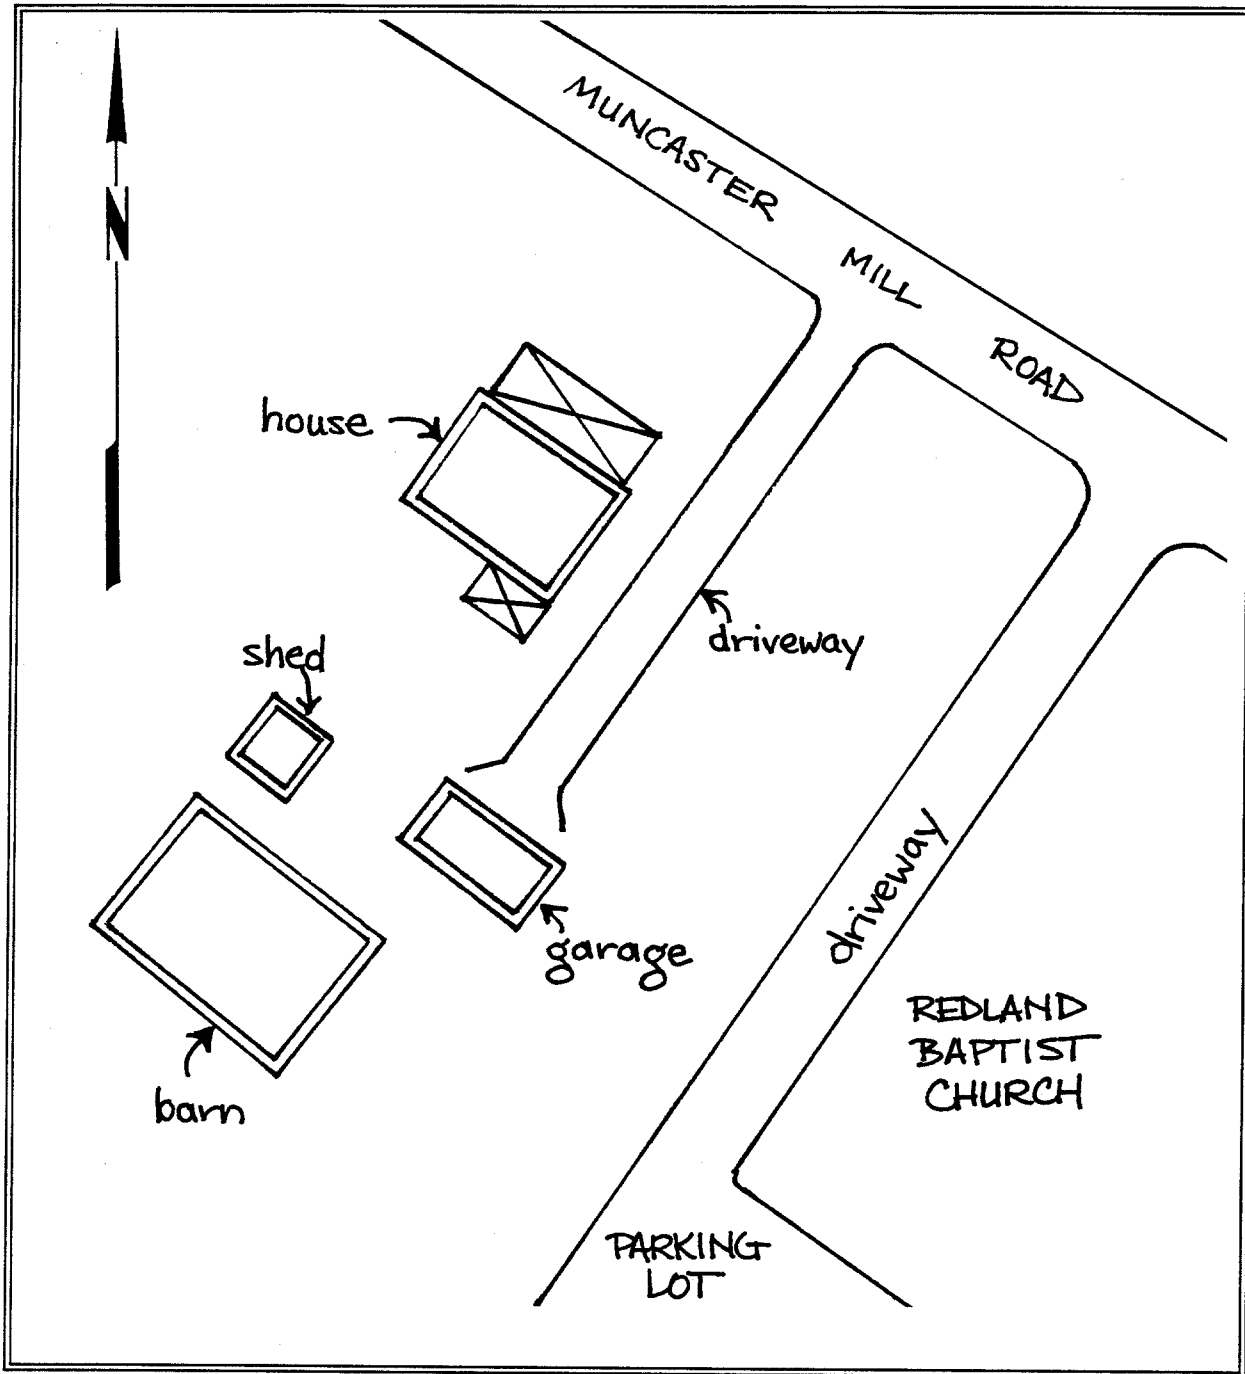 N
MUNCASTER MILL ROAD
house
driveway
shed
garage
driveway
barn
REDLAND
BAPTIST
CHURCH
PARKING
LOT